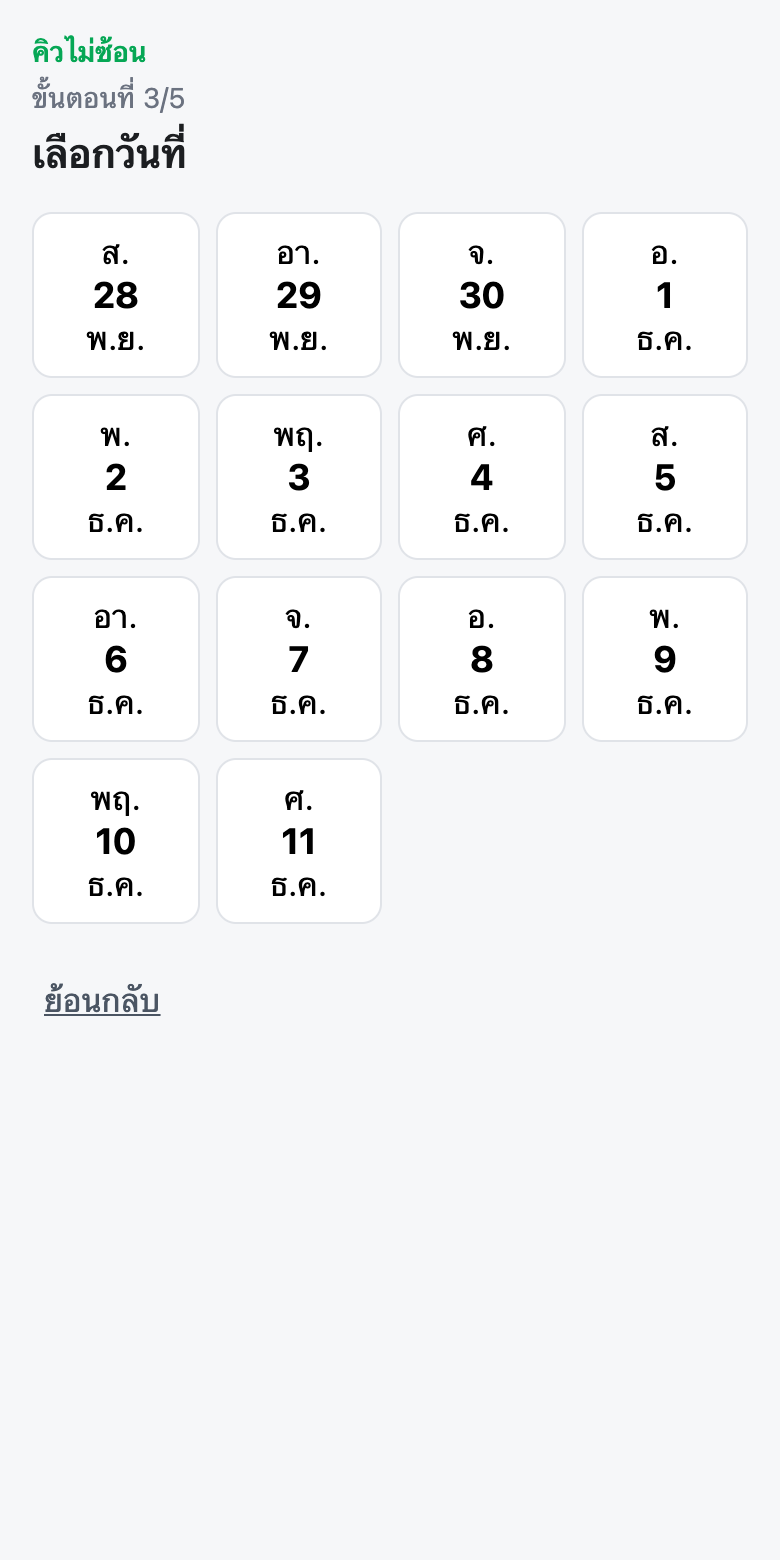 คิวไม่ซ้อน
ขั้นตอนที่ 3/5
เลือกวันที่
ส.
28
พ.ย.
อา.
29
พ.ย.
จ.
30
พ.ย.
อ.
1
ธ.ค.
พ.
2
ธ.ค.
พฤ.
3
ธ.ค.
ศ.
4
ธ.ค.
ส.
5
ธ.ค.
อา.
6
ธ.ค.
จ.
7
ธ.ค.
อ.
8
ธ.ค.
พ.
9
ธ.ค.
พฤ.
10
ธ.ค.
ศ.
11
ธ.ค.
ย้อนกลับ